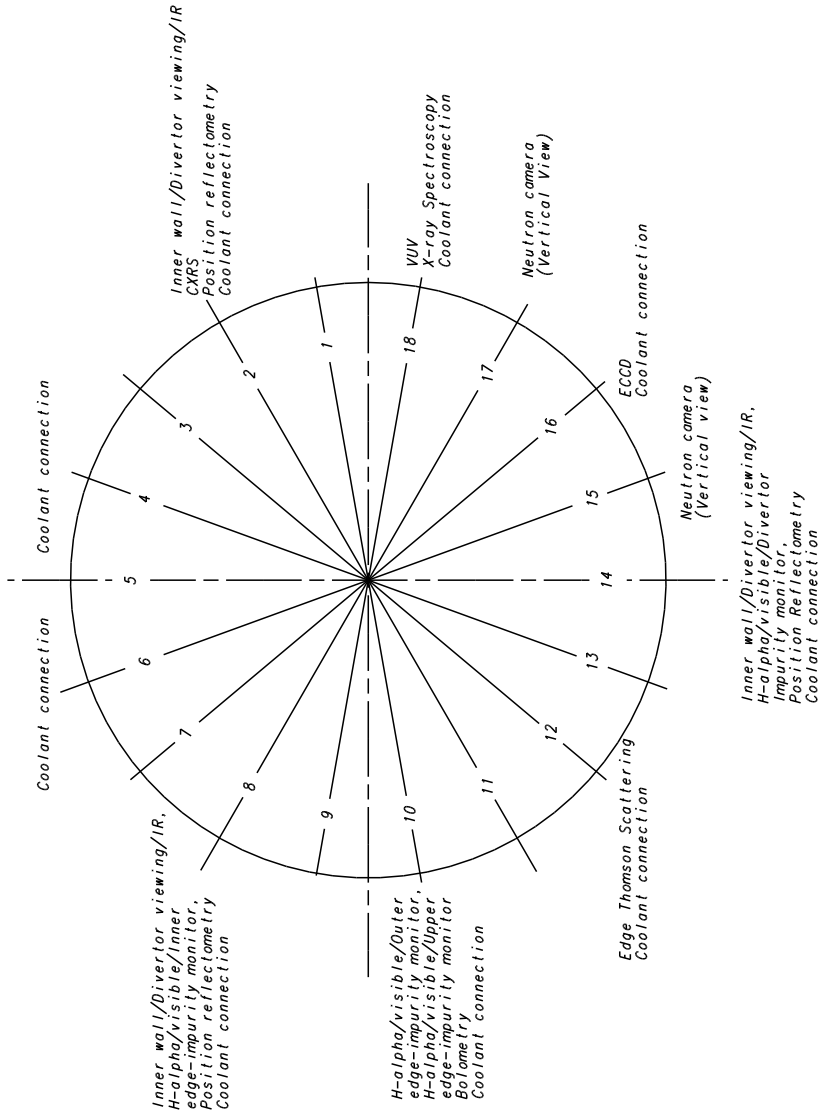 Inner wall/Divertor viewing/IR
CXRS
Position reflectometry
Coolant connection
VUV
X-ray Spectroscopy
Coolant connection
Neutron camera
(Vertical View)
ECCD
Coolant connection
Neutron camera
(Vertical view)
Inner wall/Divertor viewing/IR,
H-alpha/visible/Divertor
Impurity monitor,
Position Reflectometry
Coolant connection
Edge Thomson Scattering
Coolant connection
H-alpha/visible/Outer
edge-impurity monitor,
H-alpha/visible/Upper
edge-impurity monitor
Bolometry
Coolant connection
Inner wall/Divertor viewing/IR,
H-alpha/visible/Inner
edge-impurity monitor,
Position reflectometry
Coolant connection
Coolant connection
Coolant connection
1
2
3
4
5
6
7
8
9
10
11
12
13
14
15
16
17
18